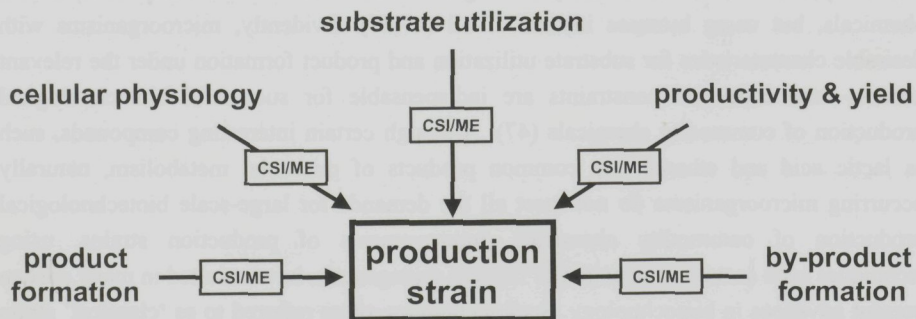 substrate utilization
cellular physiology
productivity & yield
CSI/ME
CSI/ME
CSI/ME
product
formation
CSI/ME
production
strain
CSI/ME
by-product
formation